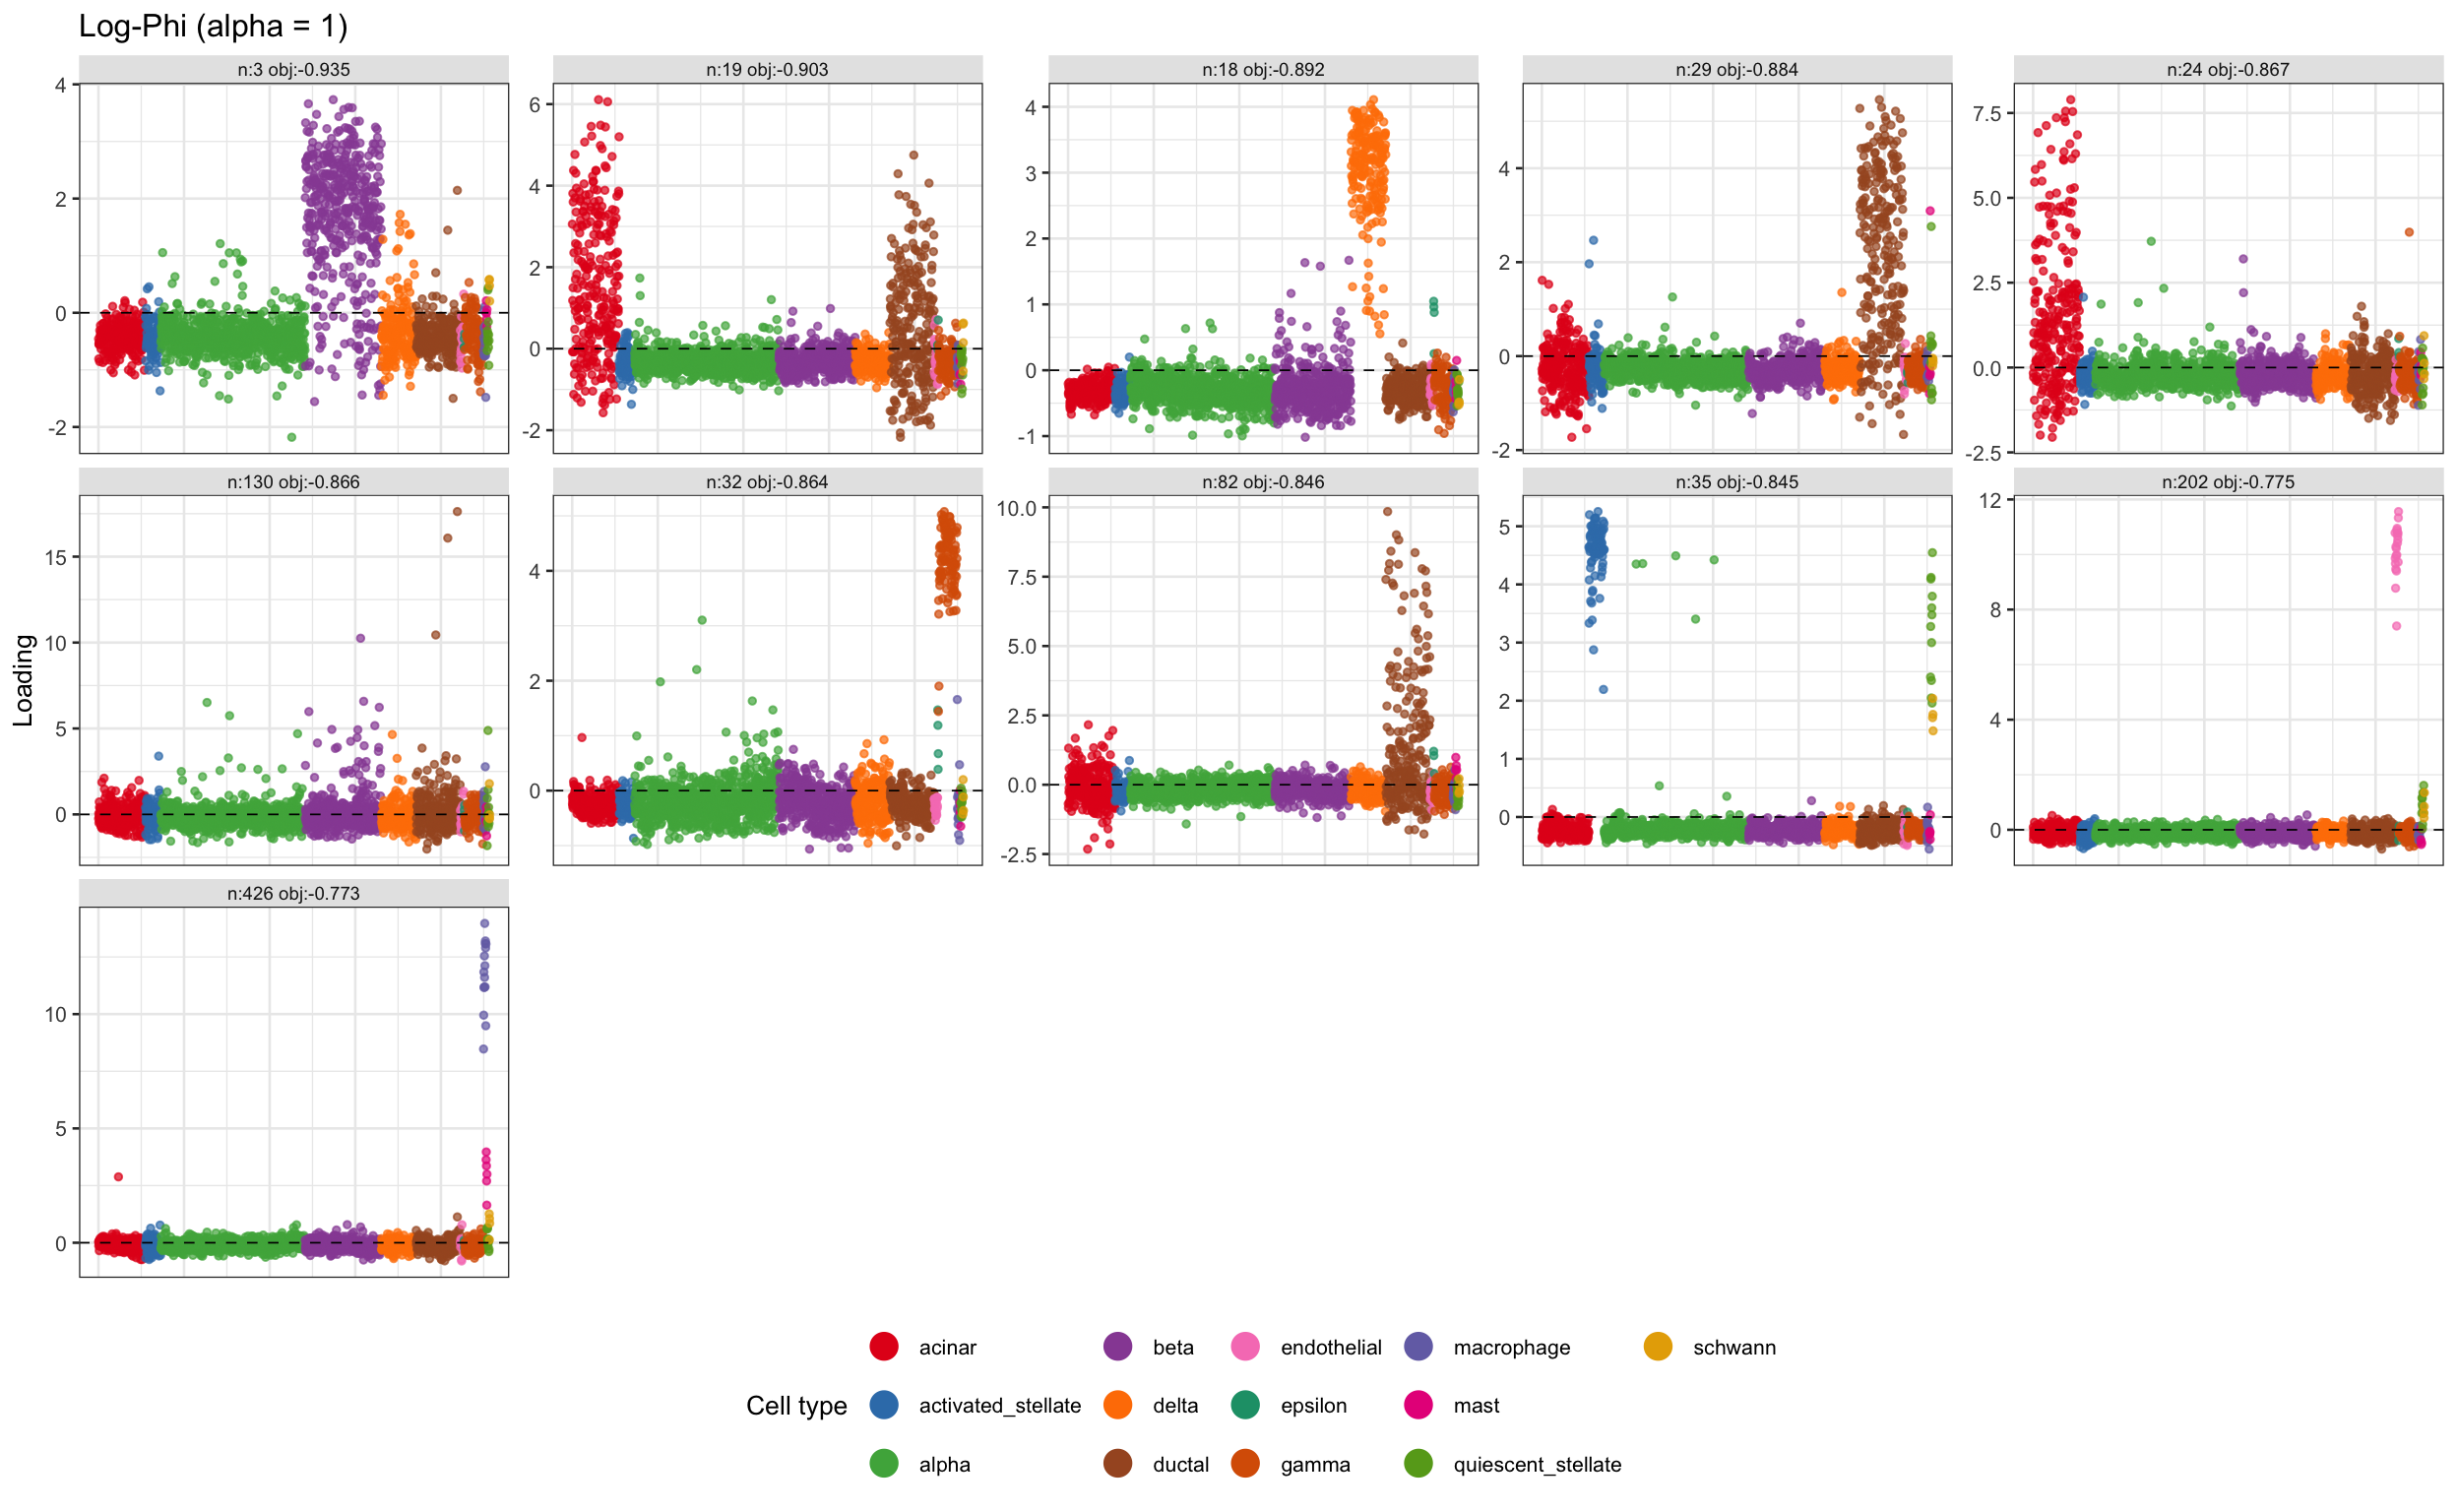 Log-Phi (alpha = 1)
n:3 obj:-0.935
n:19 obj:-0.903
n:18 obj:-0.892
n:29 obj:-0.884
n:24 obj:-0.867
4
2
0
-2
6
4
2
0
-2
4
3
2
1
0
-1
4
2
0
-2
7.5
5.0
2.5
0.0
-2.5
n:130 obj:-0.866
n:32 obj:-0.864
n:82 obj:-0.846
n:35 obj:-0.845
n:202 obj:-0.775
15
10
5
0
4
2
0
10.0
7.5
5.0
2.5
0.0
-2.5
5
4
3
2
1
0
12
8
4
0
Loading
n:426 obj:-0.773
10
5
0
Cell type
acinar
activated_stellate
alpha
beta
delta
ductal
endothelial
epsilon
gamma
macrophage
mast
quiescent_stellate
schwann